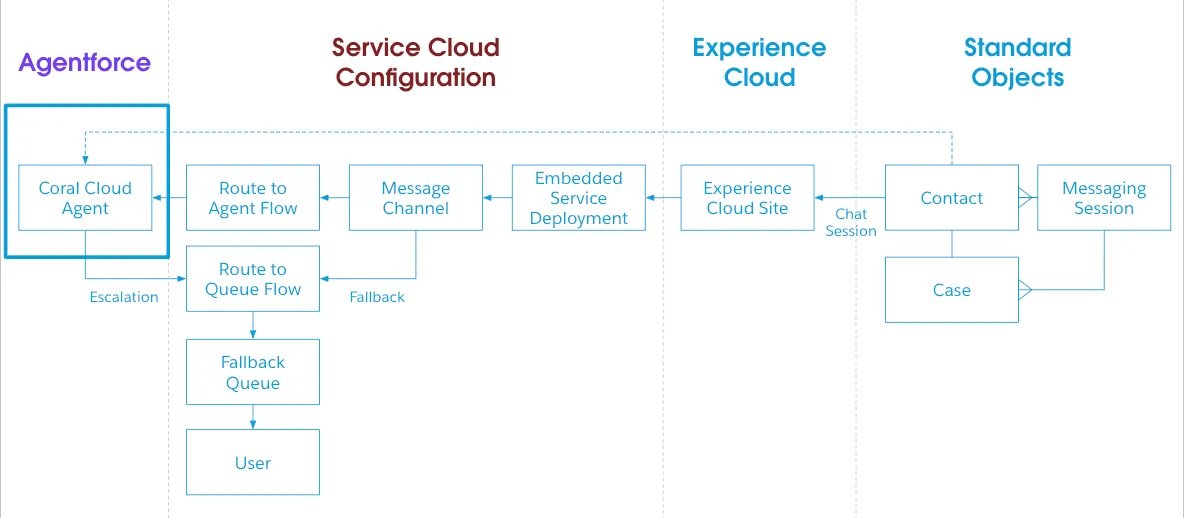 Agentforce
Service Cloud
Configuration
Experience
Cloud
Standard
Objects
Coral Cloud
Agent
Route to
Agent Flow
Message
Channel
Embedded
Service
Deployment
Experience
Cloud Site
Chat
Session
Contact
Messaging
Session
Escalation
Route to
Queue Flow
Fallback
Case
Fallback
Queue
User